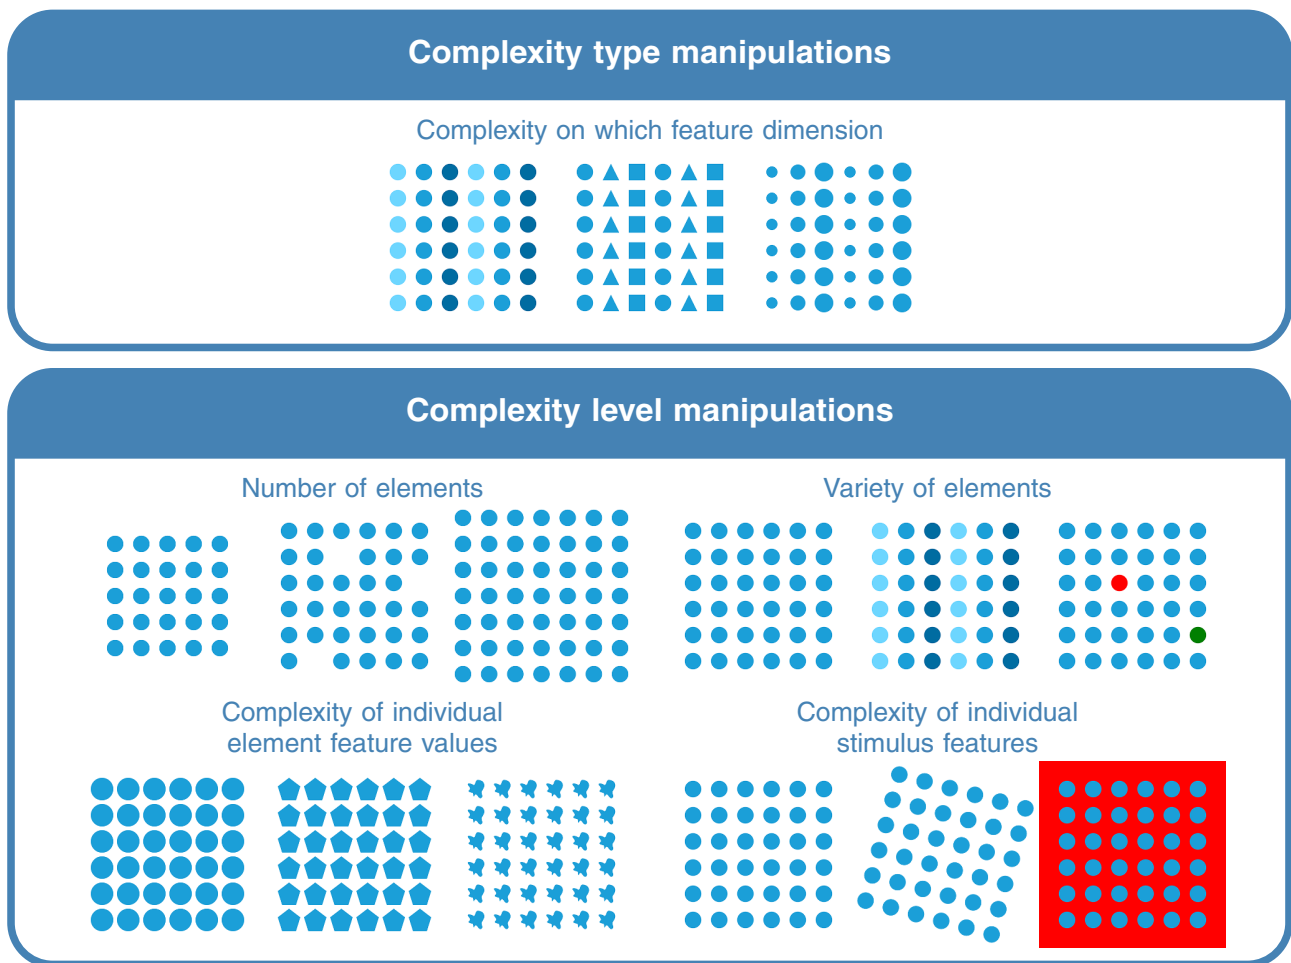 Complexity type manipulations
Complexity on which feature dimension
Complexity level manipulations
Number of elements
Variety of elements
Complexity of individual
element feature values
Complexity of individual
stimulus features